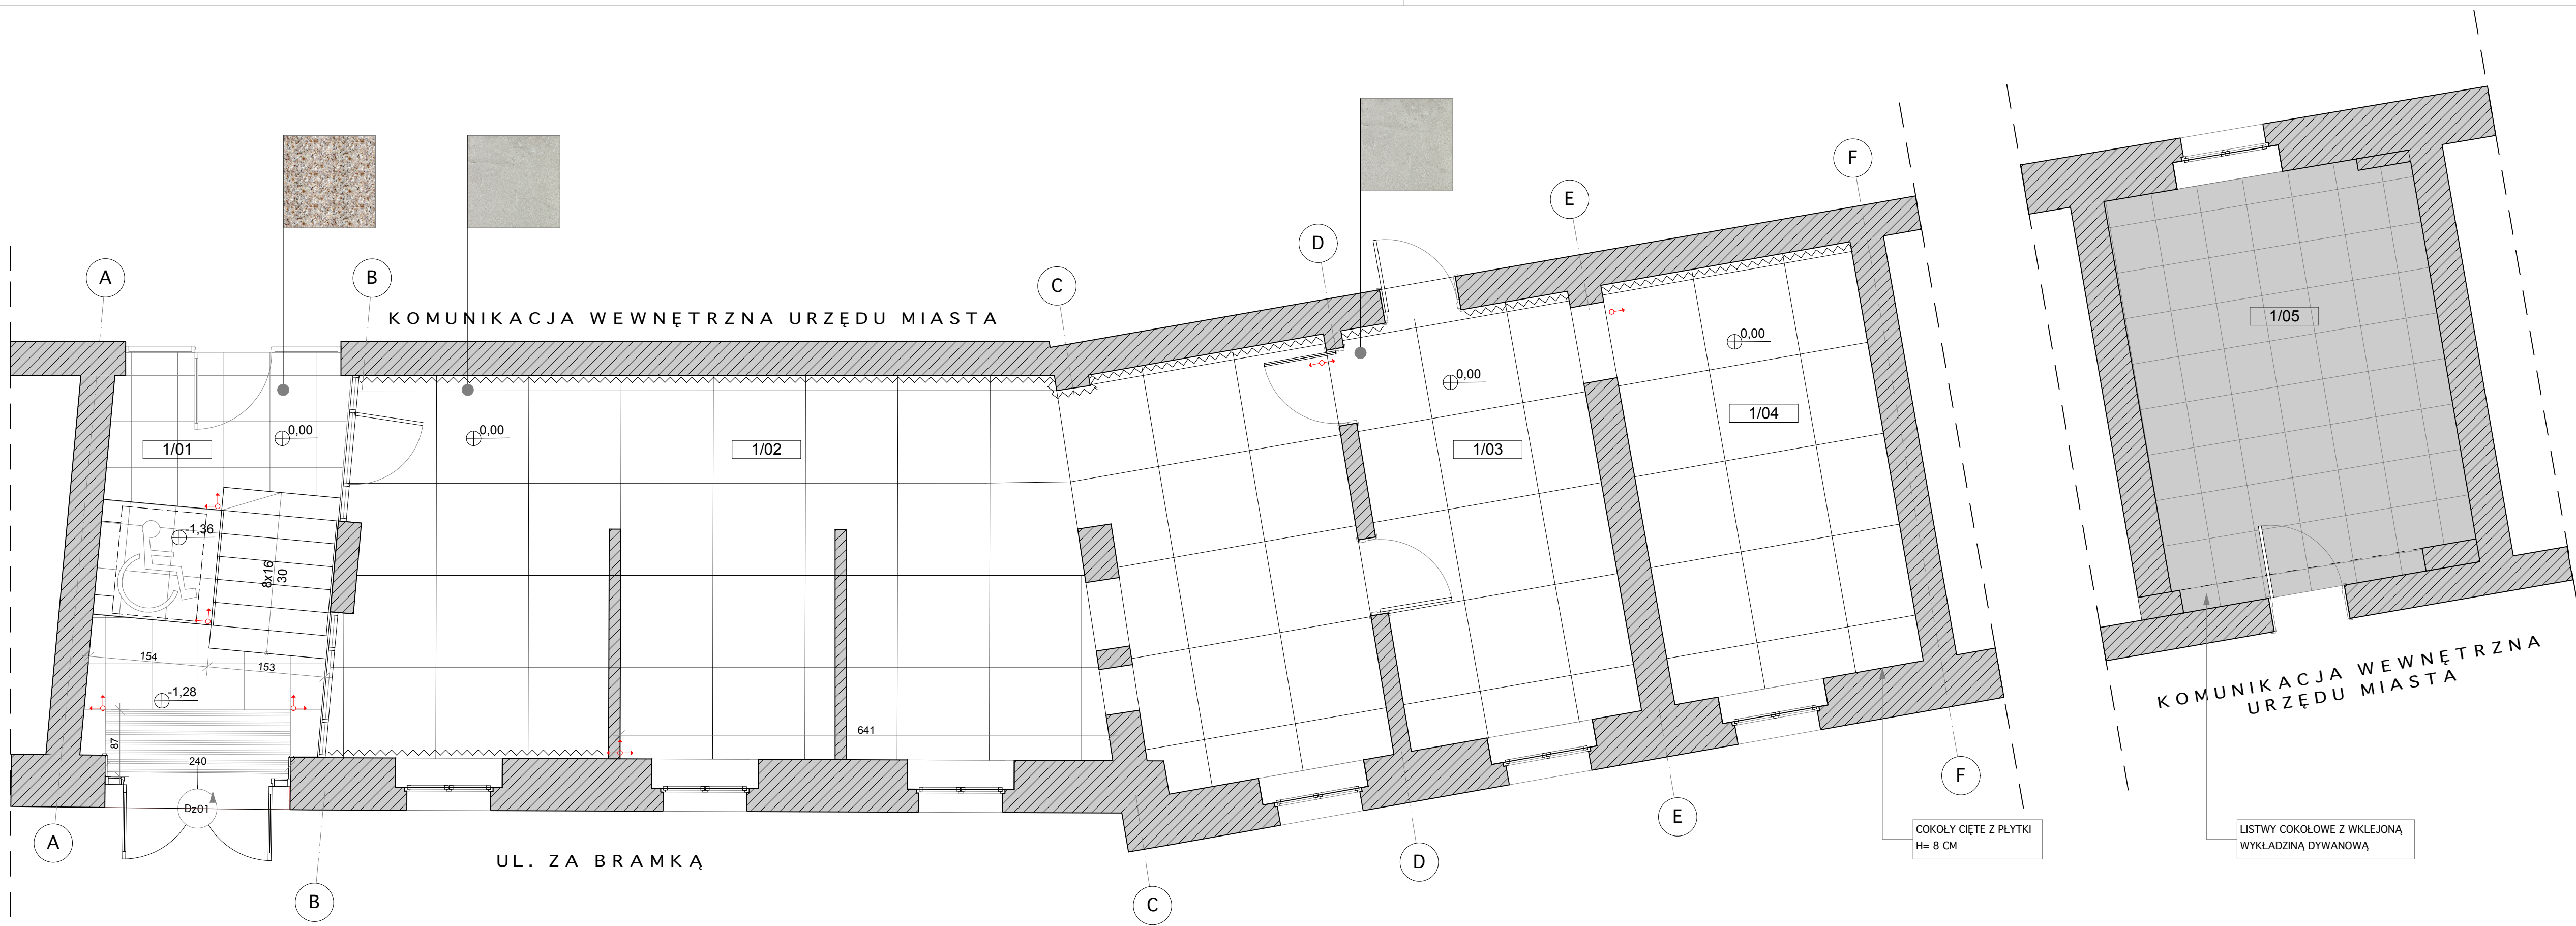 F
E
D
C
A
B
KOMUNIKACJA WEWNĘTRZNA URZĘDU MIASTA
1/05
0,00
0,00
1/04
0,00
0,00
1/01
1/02
1/03
-1,36
8x16
30
154
153
-1,28
KOMUNIKACJA WEWNĘTRZNA
URZĘDU MIASTA
641
87
240
Dz01
F
E
COKOŁY CIĘTE Z PŁYTKI
H= 8 CM
LISTWY COKOŁOWE Z WKLEJONĄ
WYKŁADZINĄ DYWANOWĄ
A
UL. ZA BRAMKĄ
D
B
C